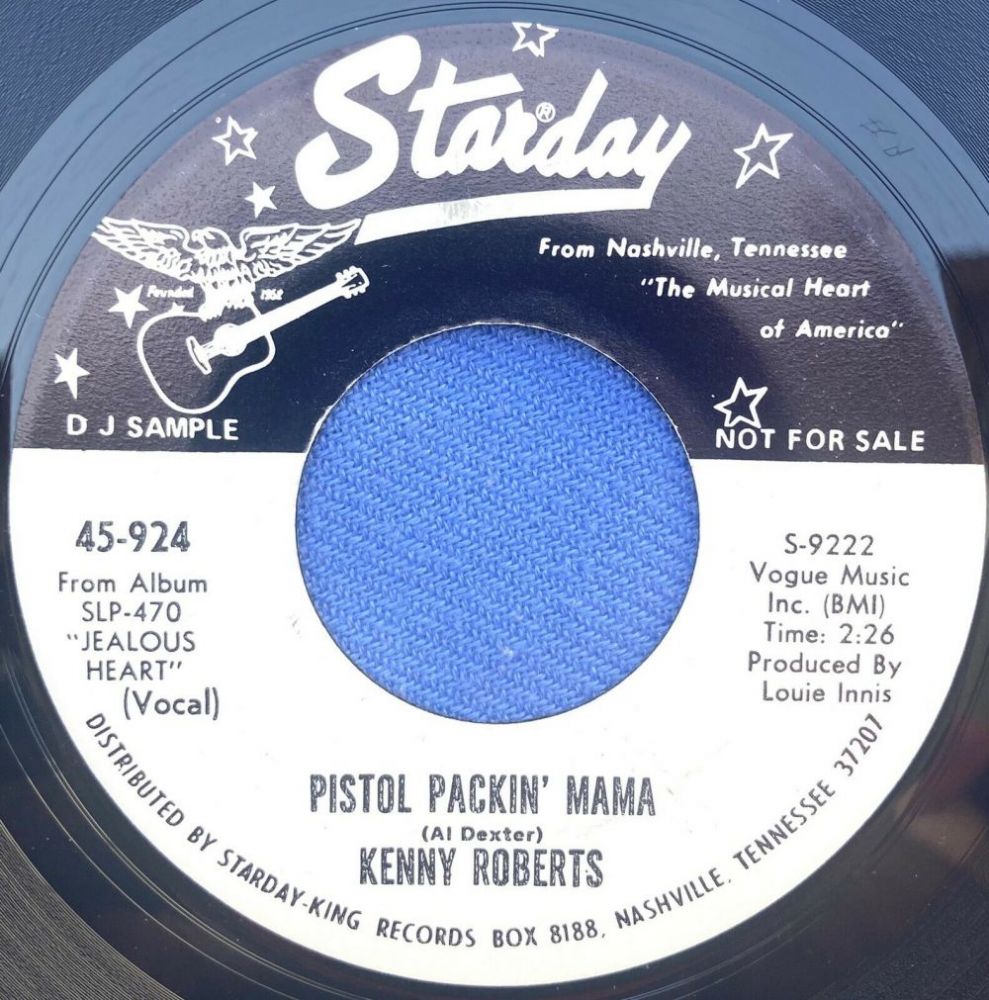 Starday®
From Nashville, Tennessee
"The Musical Heart
of America"
Founded 1952
D J SAMPLE
NOT FOR SALE
45-924
From Album
SLP-470
"JEALOUS
HEART"
(Vocal)
S-9222
Vogue Music
Inc. (BMI)
Time: 2:26
Produced By
Louie Innis
PISTOL PACKIN' MAMA
(Al Dexter)
KENNY ROBERTS
DISTRIBUTED BY STARDAY-KING RECORDS BOX 8188, NASHVILLE, TENNESSEE 37207